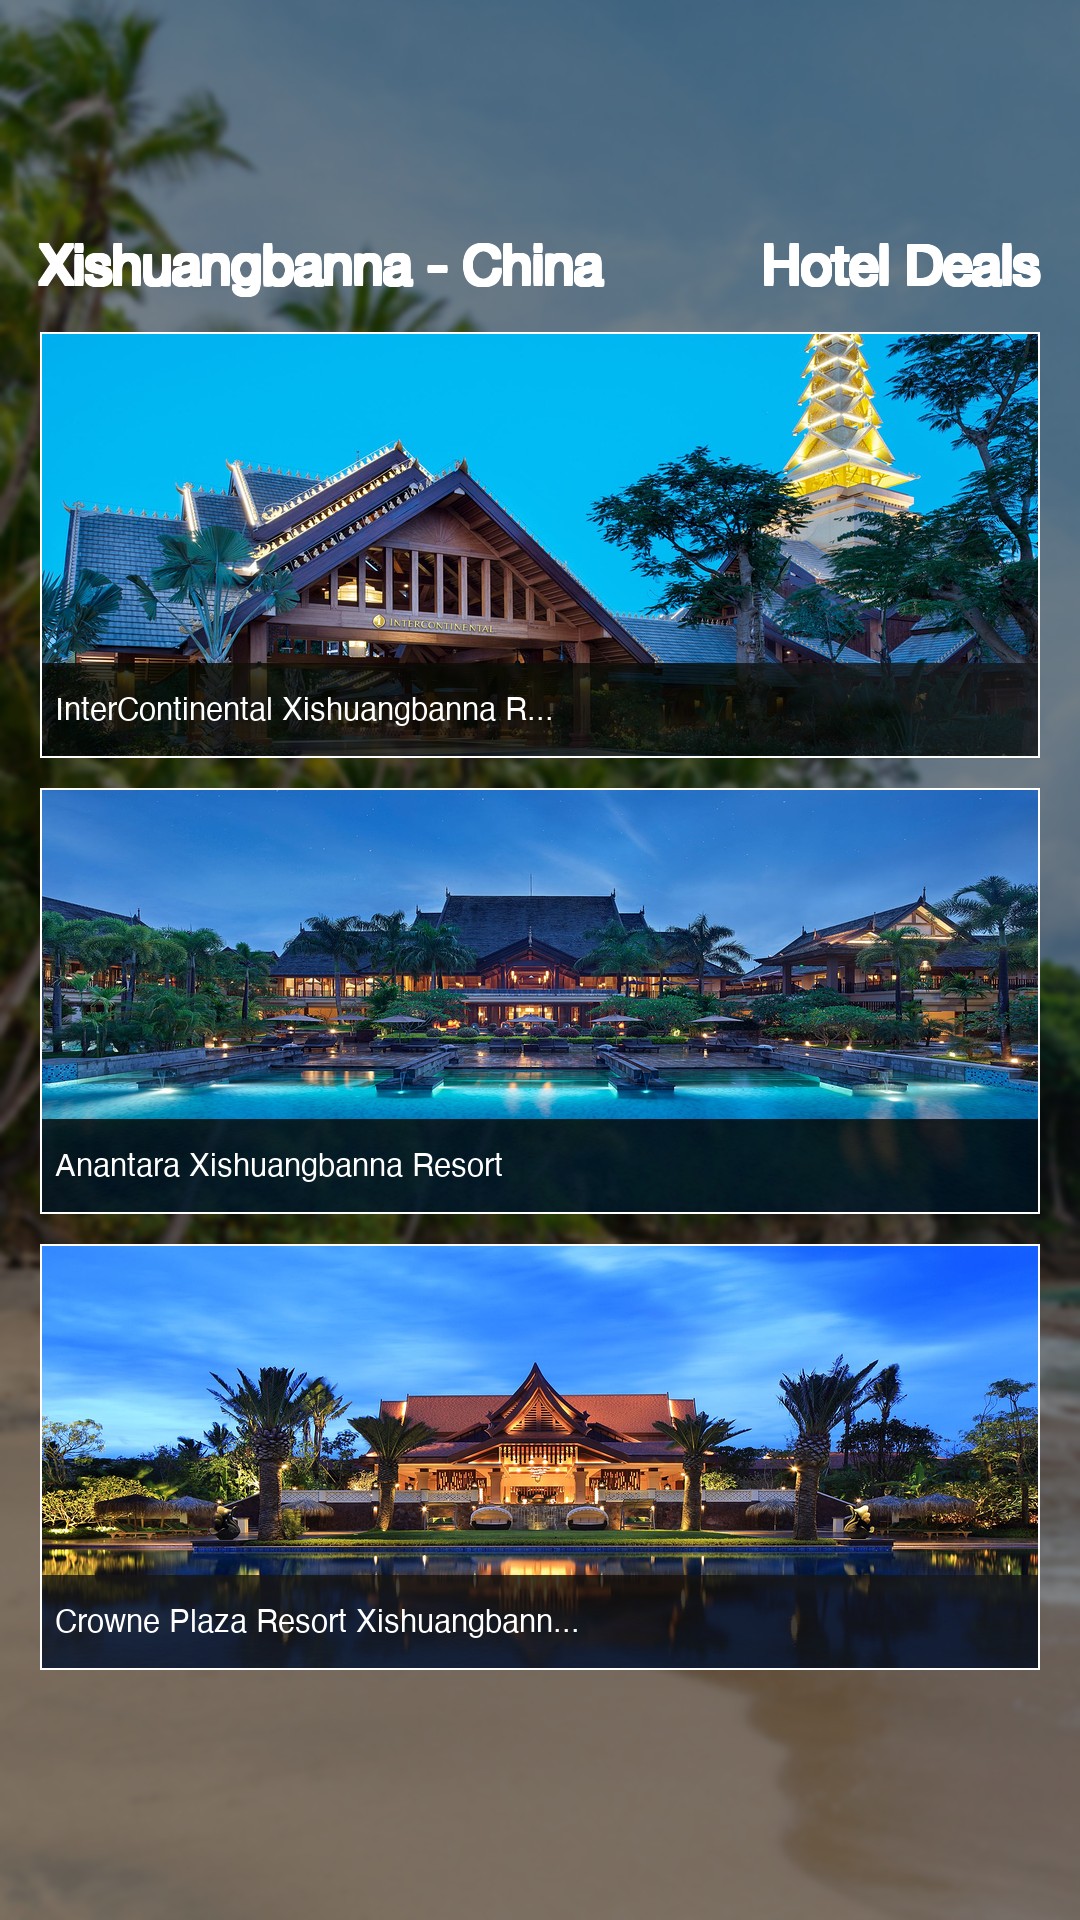 Xishuangbanna - China
Hotel Deals
INTERCONTINENTAL
InterContinental Xishuangbanna R...
Anantara Xishuangbanna Resort
Crowne Plaza Resort Xishuangbann...